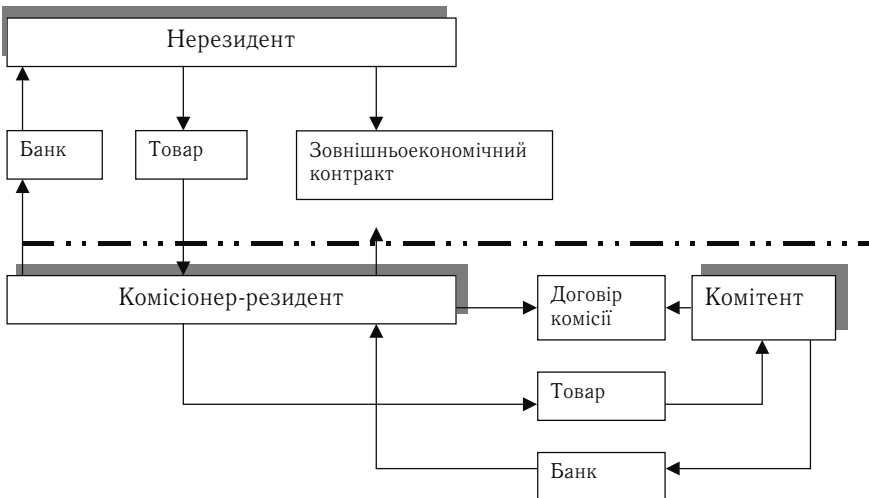 Нерезидент
Банк
Товар
Зовнішньоекономічний
контракт
Комісіонер-резидент
Договір
комісії
Комітент
Товар
Банк